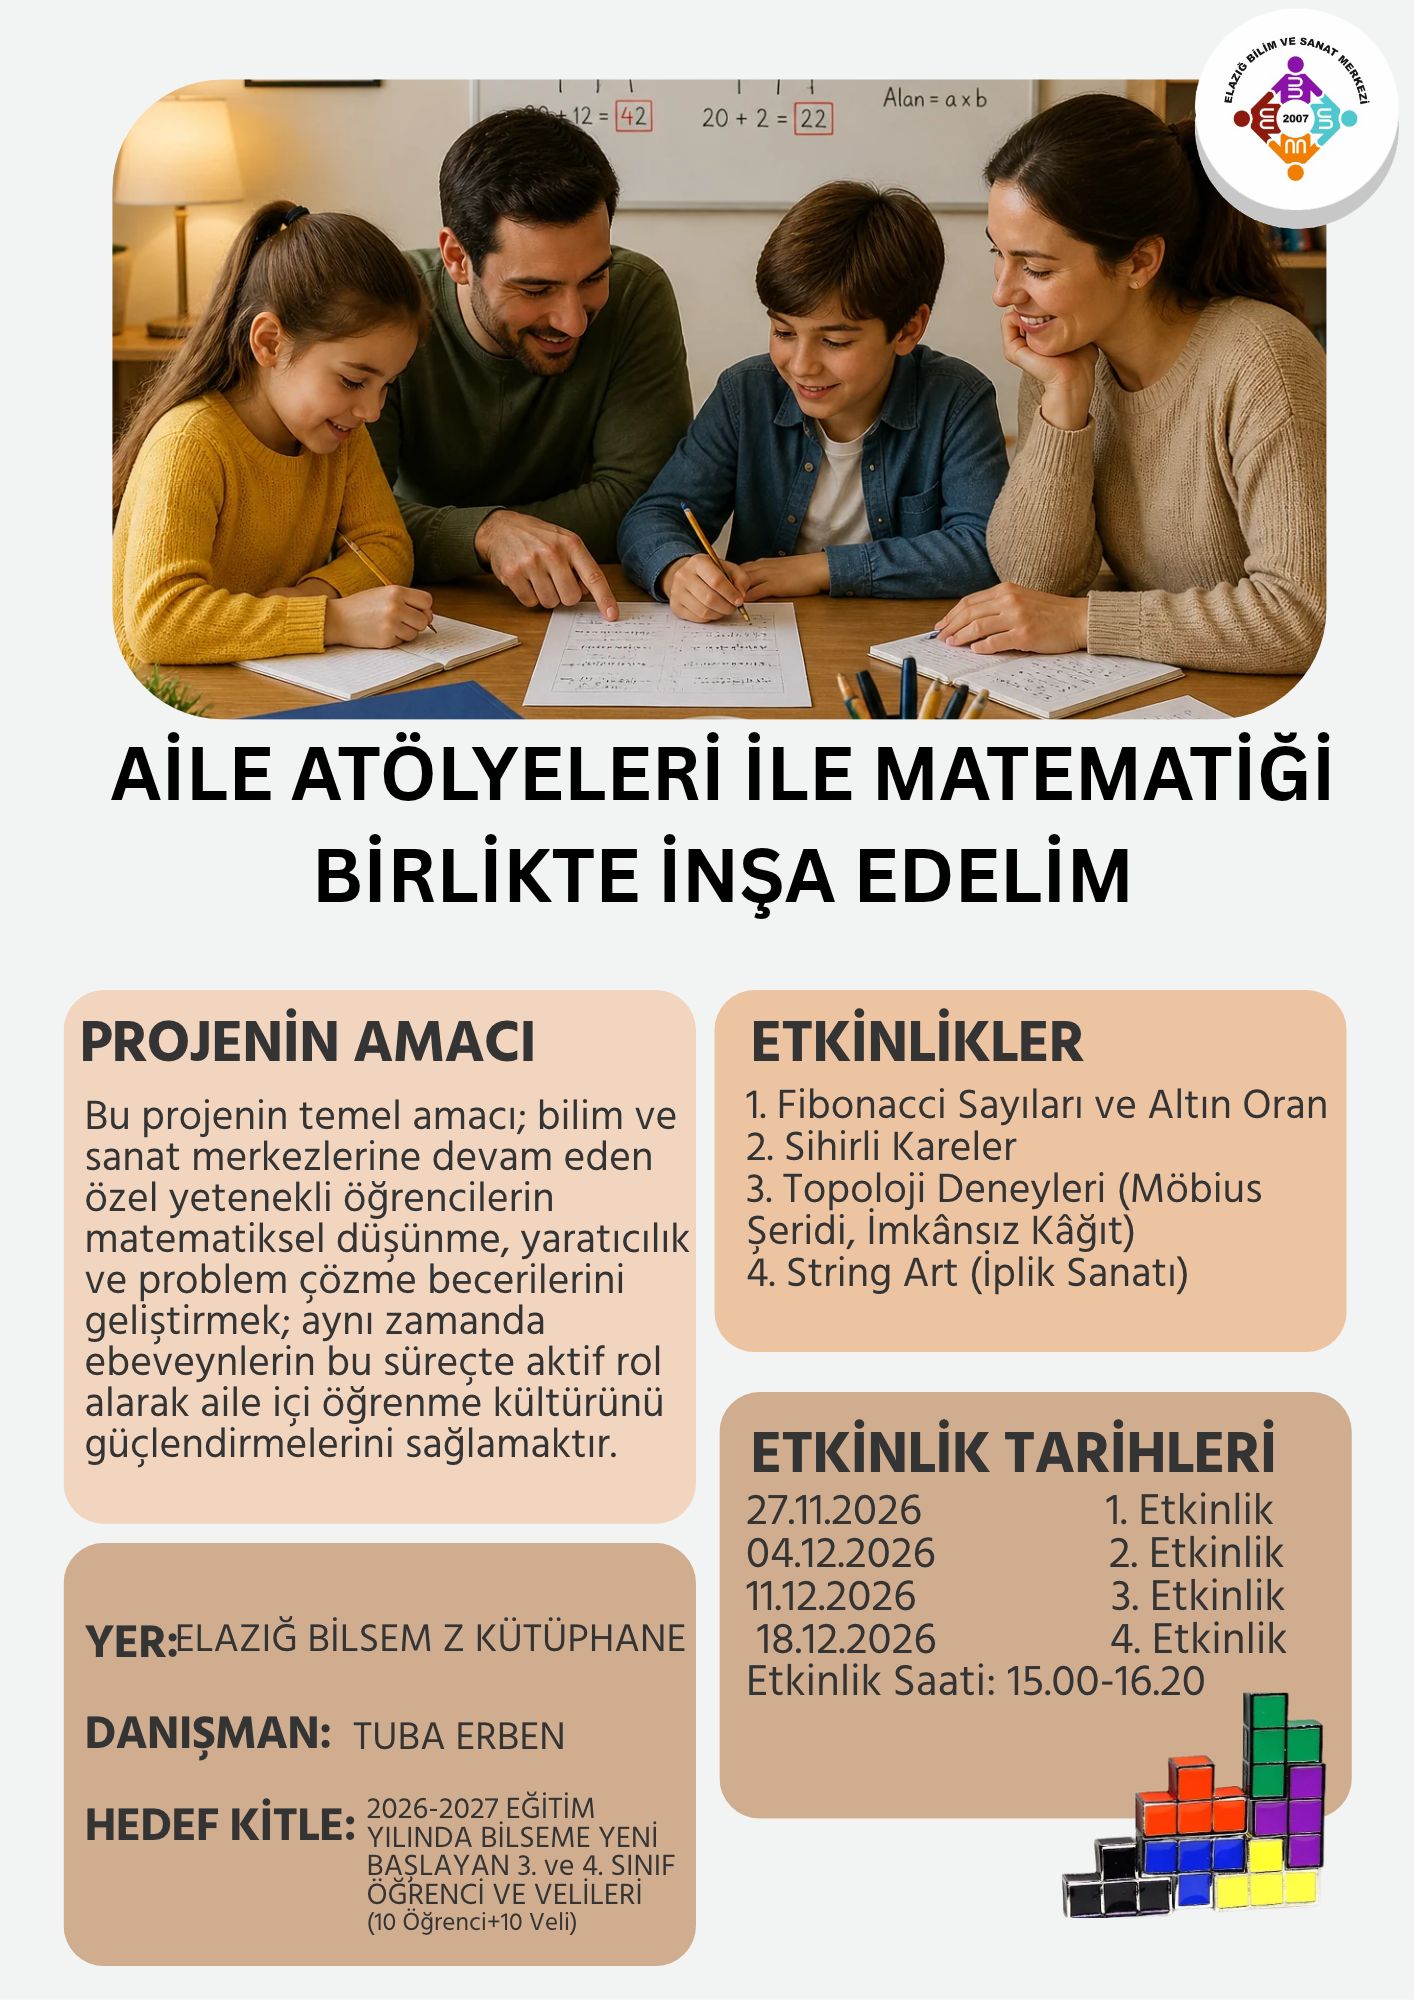 ELAZIĞ BİLİM VE SANAT MERKEZİ
2007
+ 12 = 42
20 + 2 = 22
Alan = a x b
AİLE ATÖLYELERİ İLE MATEMATİĞİ
BİRLİKTE İNŞA EDELİM
PROJENİN AMACI
Bu projenin temel amacı; bilim ve
sanat merkezlerine devam eden
özel yetenekli öğrencilerin
matematiksel düşünme, yaratıcılık
ve problem çözme becerilerini
geliştirmek; aynı zamanda
ebeveynlerin bu süreçte aktif rol
alarak aile içi öğrenme kültürünü
güçlendirmelerini sağlamaktır.
ETKİNLİKLER
1. Fibonacci Sayıları ve Altın Oran
2. Sihirli Kareler
3. Topoloji Deneyleri (Möbius
Şeridi, İmkânsız Kâğıt)
4. String Art (İplik Sanatı)
ETKİNLİK TARİHLERİ
27.11.2026 1. Etkinlik
04.12.2026 2. Etkinlik
11.12.2026 3. Etkinlik
18.12.2026 4. Etkinlik
Etkinlik Saati: 15.00-16.20
YER: ELAZIĞ BİLSEM Z KÜTÜPHANE
DANIŞMAN: TUBA ERBEN
HEDEF KİTLE: 2026-2027 EĞİTİM
YILINDA BİLSEME YENİ
BAŞLAYAN 3. ve 4. SINIF
ÖĞRENCİ VE VELİLERİ
(10 Öğrenci+10 Veli)